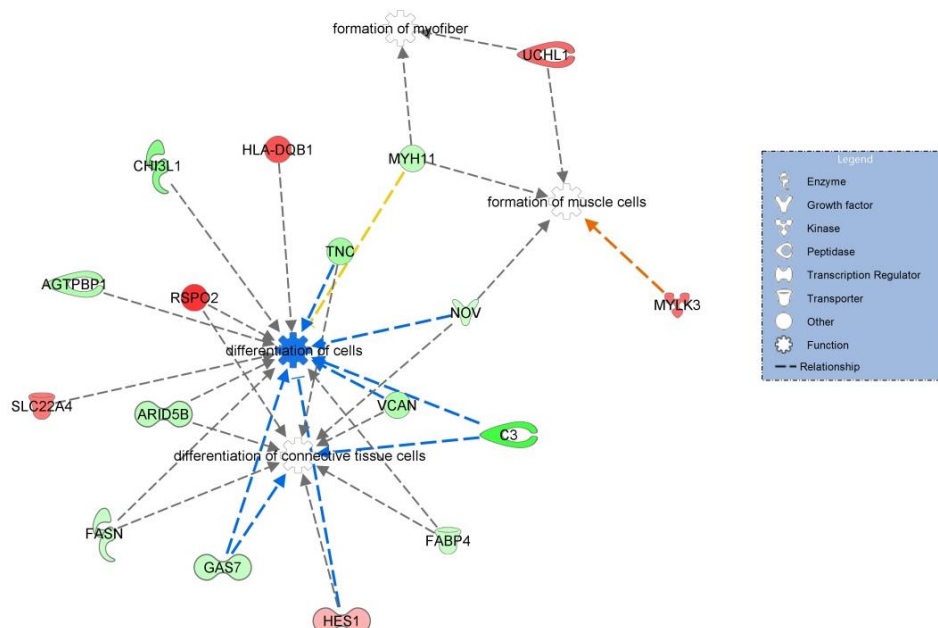 formation of myofiber
UCHL1
HLA-DQB1
CHI3L1
MYH11
formation of muscle cells
TNC
AGTPBP1
RSPO2
NOV
MYLK3
differentiation of cells
SLC22A4
ARID5B
VCAN
C3
differentiation of connective tissue cells
FASN
FABP4
GAS7
HES1
Legend
Enzyme
Growth factor
Kinase
Peptidase
Transcription Regulator
Transporter
Other
Function
Relationship